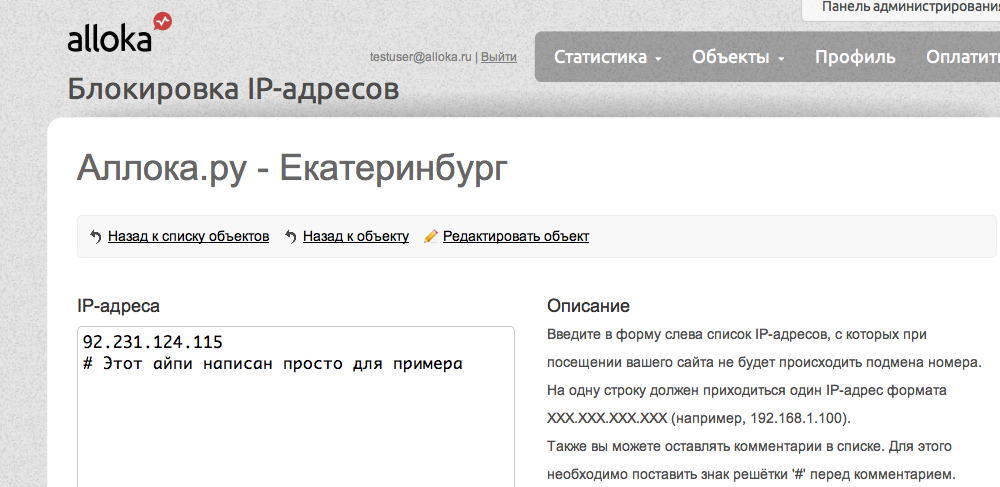 Панель администрирования
alloka
testuser@alloka.ru | Выйти
Статистика Объекты Профиль
Блокировка IP-адресов
Аллока.ру - Екатеринбург
Назад к списку объектов Назад к объекту Редактировать объект
IP-адреса
Описание
92.231.124.115
# Этот айпи написан просто для примера
Введите в форму слева список IP-адресов, с которых при
посещении вашего сайта не будет происходить подмена номера.
На одну строку должен приходиться один IP-адрес формата
XXX.XXX.XXX.XXX (например, 192.168.1.100).
Также вы можете оставлять комментарии в списке. Для этого
необходимо поставить знак решётки '#' перед комментарием.